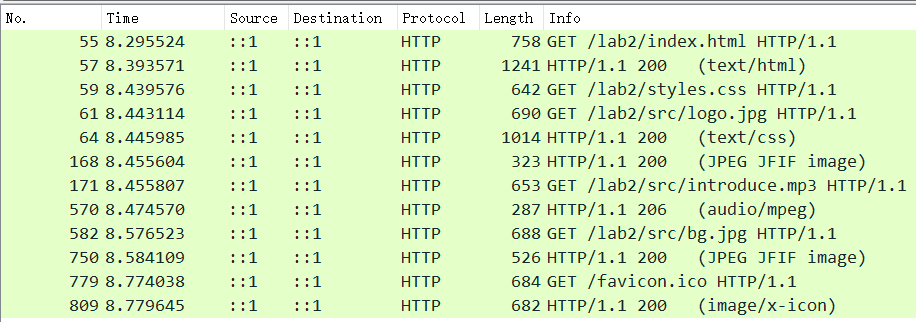 No. Time Source Destination Protocol Length Info
55 8.295524 ::1 ::1 HTTP 758 GET /lab2/index.html HTTP/1.1
57 8.393571 ::1 ::1 HTTP 1241 HTTP/1.1 200 (text/html)
59 8.439576 ::1 ::1 HTTP 642 GET /lab2/styles.css HTTP/1.1
61 8.443114 ::1 ::1 HTTP 690 GET /lab2/src/logo.jpg HTTP/1.1
64 8.445985 ::1 ::1 HTTP 1014 HTTP/1.1 200 (text/css)
168 8.455604 ::1 ::1 HTTP 323 HTTP/1.1 200 (JPEG JFIF image)
171 8.455807 ::1 ::1 HTTP 653 GET /lab2/src/introduce.mp3 HTTP/1.1
570 8.474570 ::1 ::1 HTTP 287 HTTP/1.1 206 (audio/mpeg)
582 8.576523 ::1 ::1 HTTP 688 GET /lab2/src/bg.jpg HTTP/1.1
750 8.584109 ::1 ::1 HTTP 526 HTTP/1.1 200 (JPEG JFIF image)
779 8.774038 ::1 ::1 HTTP 684 GET /favicon.ico HTTP/1.1
809 8.779645 ::1 ::1 HTTP 682 HTTP/1.1 200 (image/x-icon)